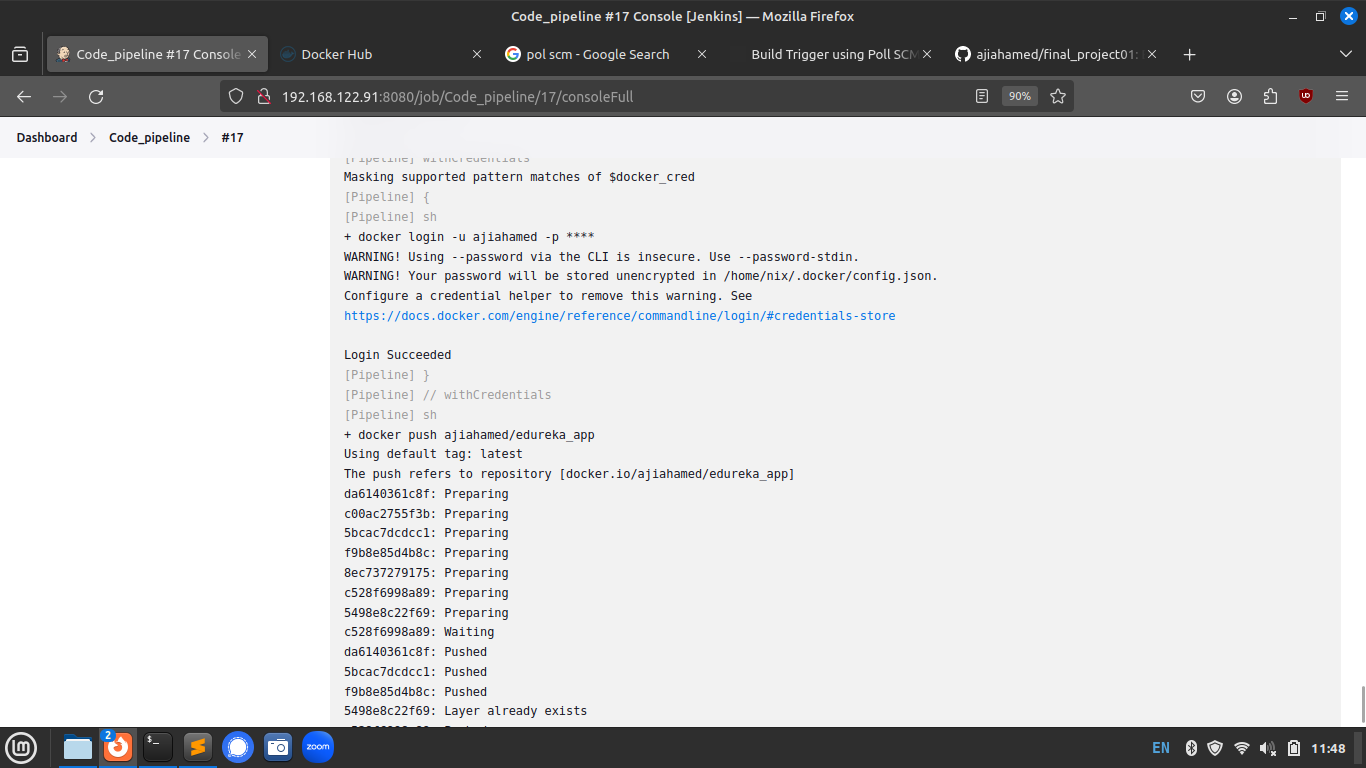 Code_pipeline #17 Console [Jenkins] — Mozilla Firefox
Code_pipeline #17 Console
Docker Hub
pol scm - Google Search
Build Trigger using Poll SCM
ajiahamed/final_project01:
192.168.122.91:8080/job/Code_pipeline/17/consoleFull
90%
Dashboard
Code_pipeline
#17
[Pipeline] withCredentials
Masking supported pattern matches of $docker_cred
[Pipeline] {
[Pipeline] sh
+ docker login -u ajiahamed -p ****
WARNING! Using --password via the CLI is insecure. Use --password-stdin.
WARNING! Your password will be stored unencrypted in /home/nix/.docker/config.json.
Configure a credential helper to remove this warning. See
https://docs.docker.com/engine/reference/commandline/login/#credentials-store
Login Succeeded
[Pipeline] }
[Pipeline] // withCredentials
[Pipeline] sh
+ docker push ajiahamed/edureka_app
Using default tag: latest
The push refers to repository [docker.io/ajiahamed/edureka_app]
da6140361c8f: Preparing
c00ac2755f3b: Preparing
5bcac7dcdcc1: Preparing
f9b8e85d4b8c: Preparing
8ec737279175: Preparing
c528f6998a89: Preparing
5498e8c22f69: Preparing
c528f6998a89: Waiting
da6140361c8f: Pushed
5bcac7dcdcc1: Pushed
f9b8e85d4b8c: Pushed
5498e8c22f69: Layer already exists
2
zoom
EN
11:48